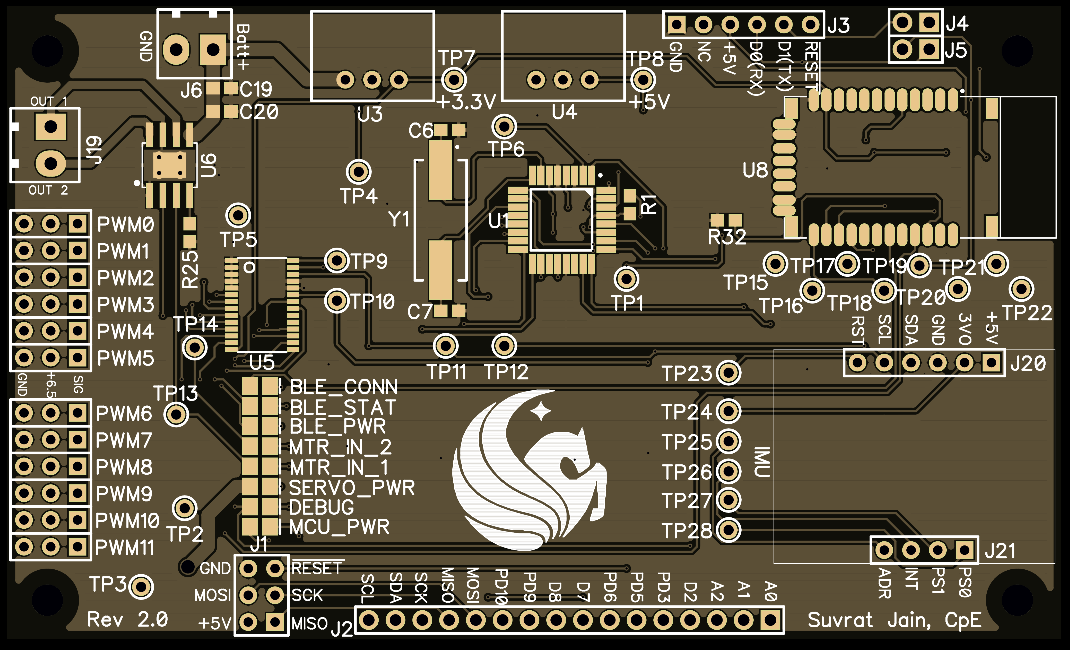 GND
Batt+
J6
C19
C20
U3
TP7
+3.3V
U4
TP8
+5V
J3
GND
NC
+5V
D0(RX)
D1(TX)
RESET
J4
J5
OUT 1
J19
OUT 2
U6
C6
TP6
TP4
Y1
U1
R1
U8
R32
TP5
R25
TP9
TP10
C7
TP1
TP15
TP17
TP19
TP21
TP16
TP18
TP20
TP22
PWM0
PWM1
PWM2
PWM3
PWM4
PWM5
GND
+6.5
SIG
TP14
U5
TP11
TP12
RST
SCL
SDA
GND
3VO
+5V
J20
TP13
PWM6
PWM7
PWM8
PWM9
PWM10
PWM11
BLE_CONN
BLE_STAT
BLE_PWR
MTR_IN_2
MTR_IN_1
SERVO_PWR
DEBUG
MCU_PWR
TP23
TP24
TP25
TP26
TP27
TP28
IMU
TP2
TP3
Rev 2.0
J1
GND
RESET
MOSI
SCK
+5V
MISO
J2
SCL
SDA
SCK
MISO
MOSI
PD10
PD9
D8
D7
PD6
PD5
PD3
D2
A2
A1
A0
J21
ADR
INT
PS1
PS0
Suvrat Jain, CpE